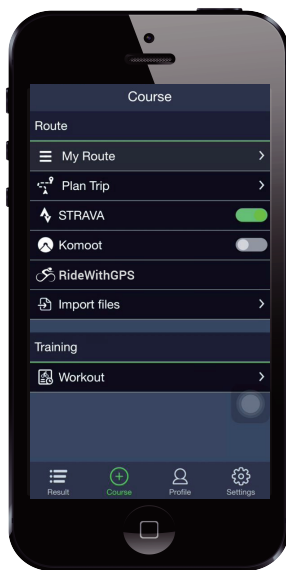 Course
Route
My Route
Plan Trip
STRAVA
Komoot
RideWithGPS
Import files
Training
Workout
Result
Course
Profile
Settings